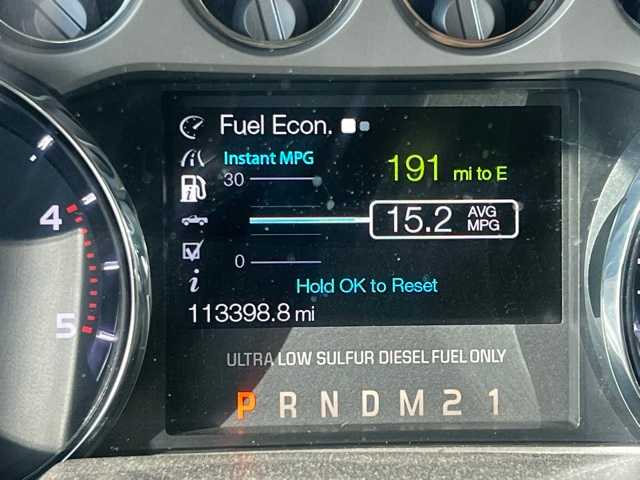 Fuel Econ.
Instant MPG
191 mi to E
30
15.2 AVG MPG
0
Hold OK to Reset
i
113398.8 mi
4
5
ULTRA LOW SULFUR DIESEL FUEL ONLY
P R N D M 2 1